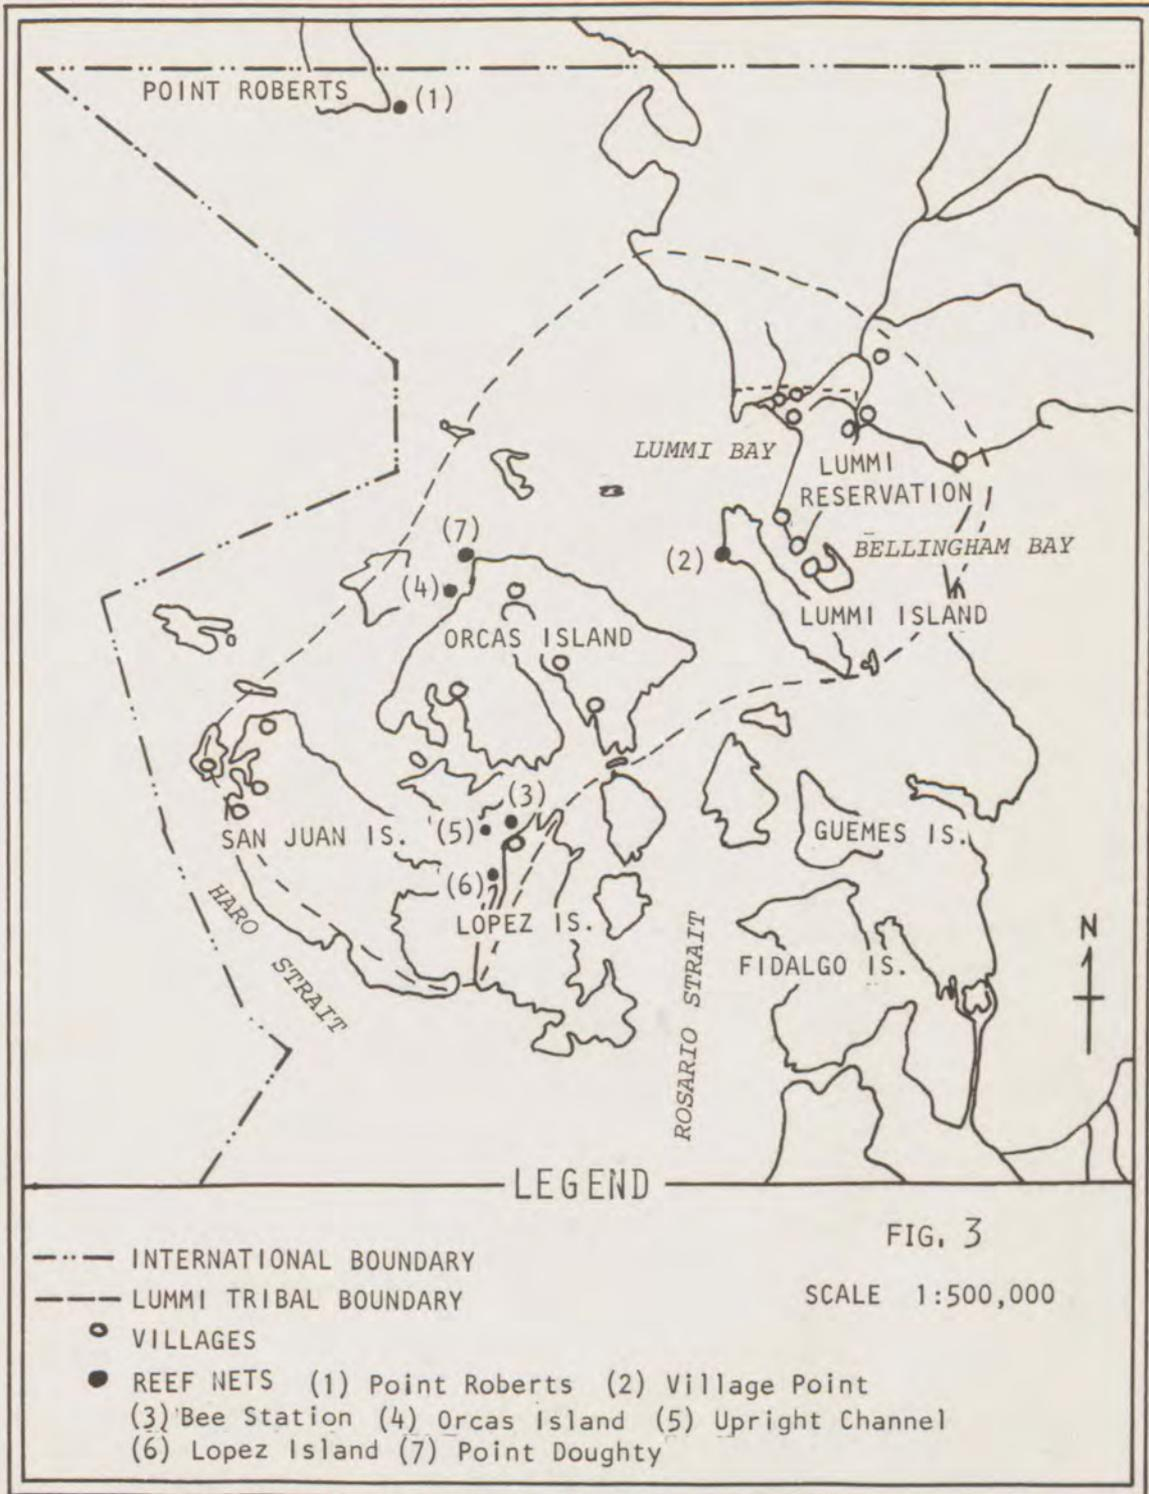 POINT ROBERTS
(1)
LUMMI BAY
LUMMI
RESERVATION
(7)
(2)
BELLINGHAM BAY
(4)
LUMMI ISLAND
ORCAS ISLAND
(3)
SAN JUAN IS.
(5)
GUEMES IS.
(6)
HARO
STRAIT
LOPEZ IS.
ROSARIO STRAIT
FIDALGO IS.
N
LEGEND
INTERNATIONAL BOUNDARY
FIG. 3
LUMMI TRIBAL BOUNDARY
SCALE 1:500,000
VILLAGES
REEF NETS (1) Point Roberts (2) Village Point
(3) Bee Station (4) Orcas Island (5) Upright Channel
(6) Lopez Island (7) Point Doughty